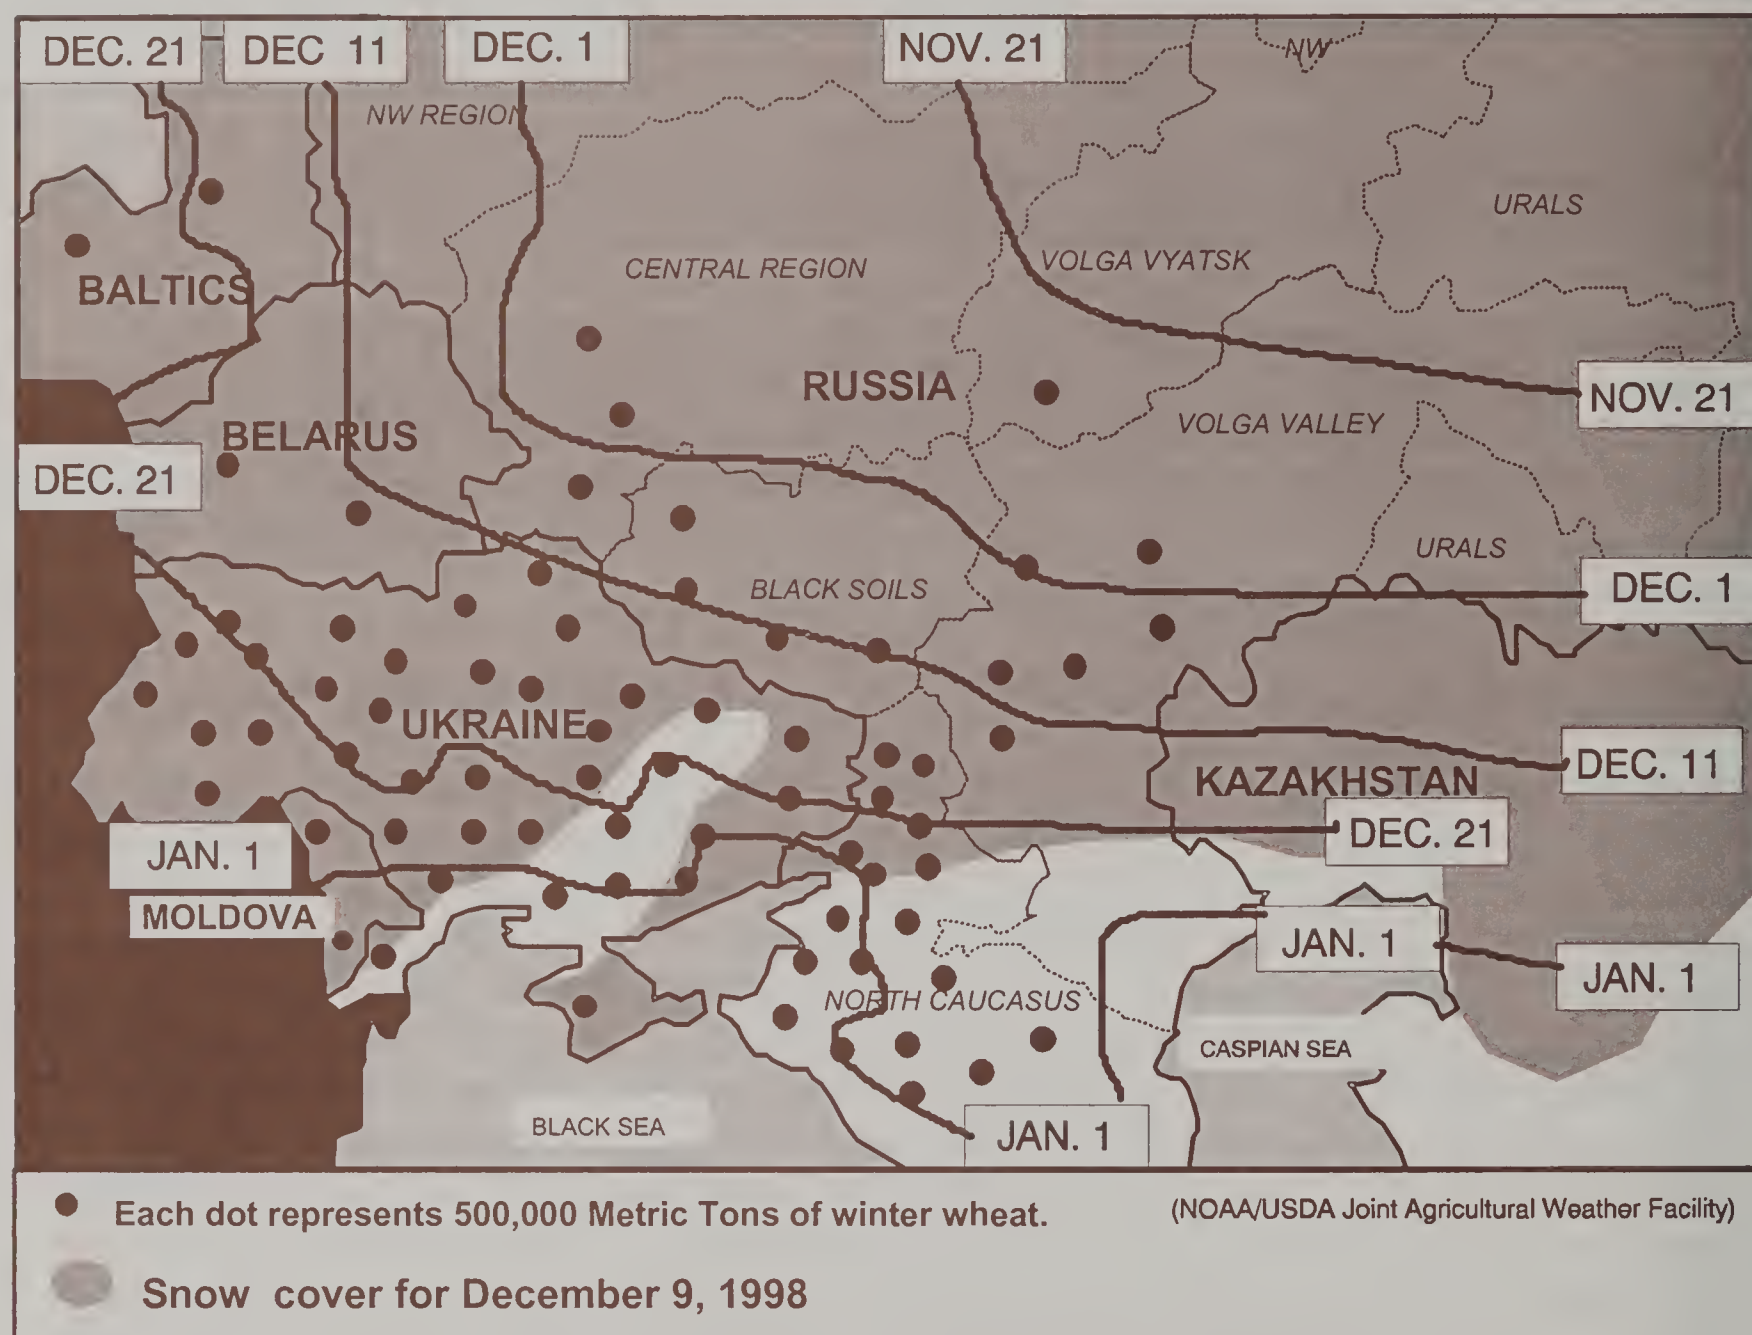 DEC. 21
DEC 11
DEC. 1
NOV. 21
NW
NW REGION
URALS
CENTRAL REGION
VOLGA VYATSK
BALTICS
RUSSIA
NOV. 21
BELARUS
VOLGA VALLEY
DEC. 21
URALS
BLACK SOILS
DEC. 1
UKRAINE
KAZAKHSTAN
DEC. 11
DEC. 21
JAN. 1
MOLDOVA
JAN. 1
JAN. 1
NORTH CAUCASUS
CASPIAN SEA
BLACK SEA
JAN. 1
Each dot represents 500,000 Metric Tons of winter wheat.
(NOAA/USDA Joint Agricultural Weather Facility)
Snow cover for December 9, 1998